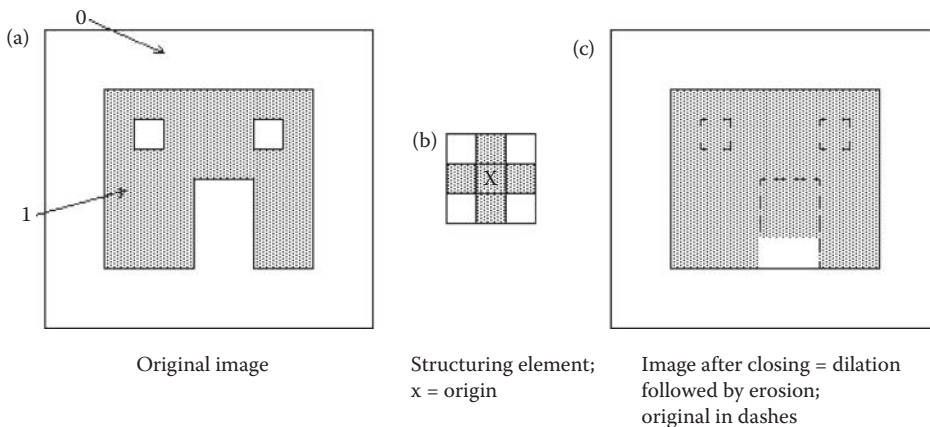 (a)
0
1
Original image
(b)
X
Structuring element;
x = origin
(c)
Image after closing = dilation
followed by erosion;
original in dashes